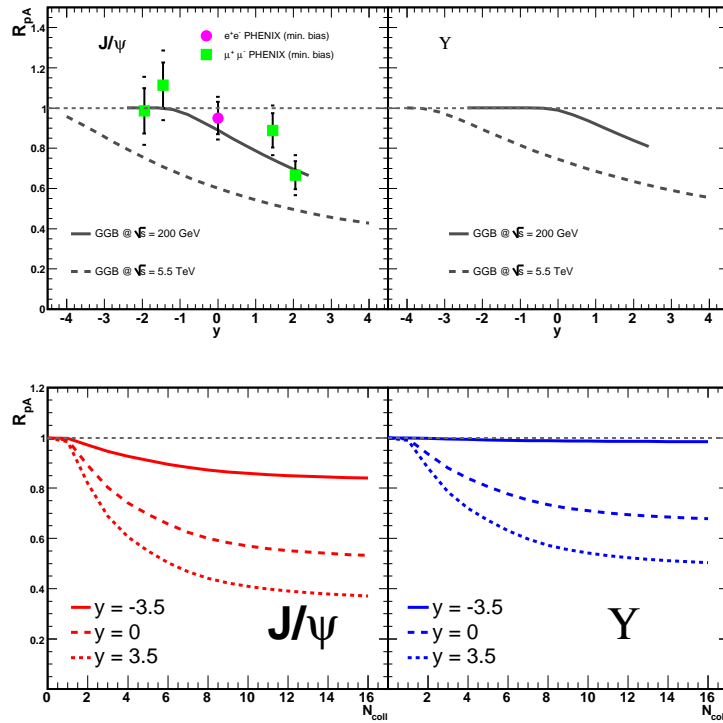 R_pA
1.4
1.2
1
0.8
0.6
0.4
0.2
0
J/ψ
e⁺e⁻ PHENIX (min. bias)
μ⁺ μ⁻ PHENIX (min. bias)
GGB @ √s = 200 GeV
GGB @ √s = 5.5 TeV
-4 -3 -2 -1 0 1 2 3 4
y
Υ
GGB @ √s = 200 GeV
GGB @ √s = 5.5 TeV
-4 -3 -2 -1 0 1 2 3 4
y
R_pA
1.2
1
0.8
0.6
0.4
0.2
y = -3.5
y = 0
y = 3.5
J/ψ
0 2 4 6 8 10 12 14 16
N_coll
y = -3.5
y = 0
y = 3.5
Υ
2 4 6 8 10 12 14 16
N_coll